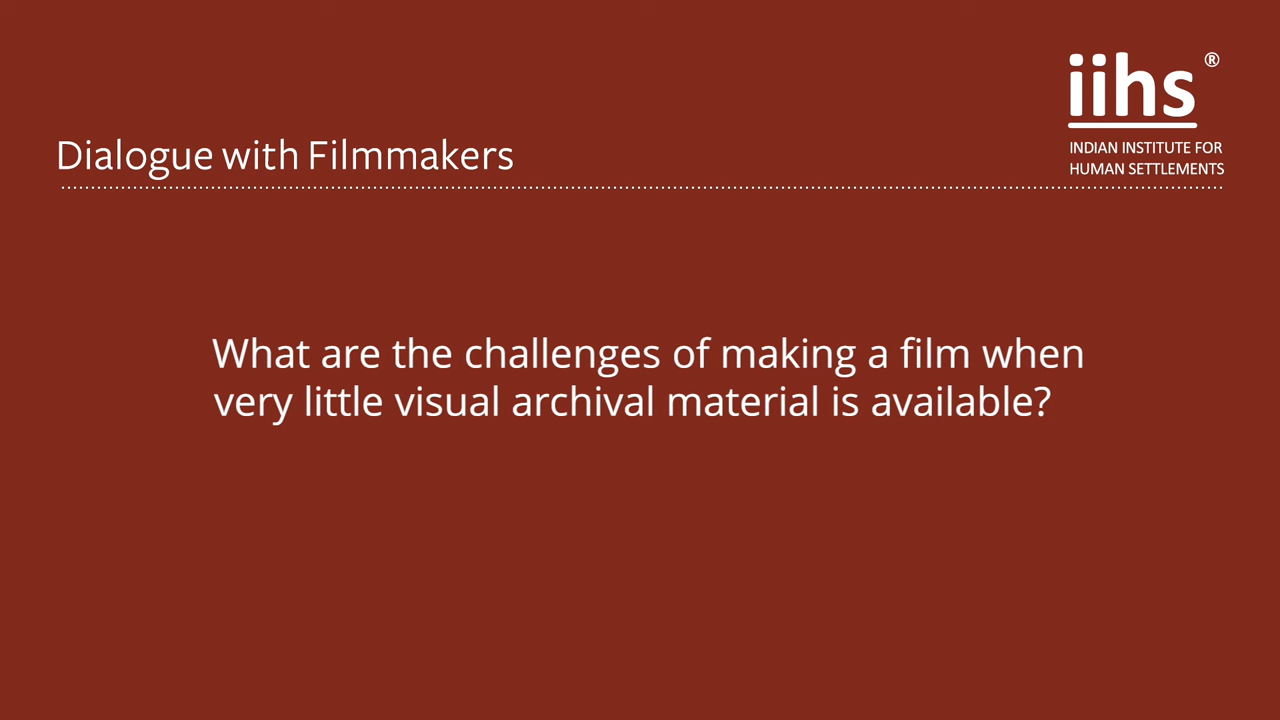 iihs®
INDIAN INSTITUTE FOR
HUMAN SETTLEMENTS
Dialogue with Filmmakers
What are the challenges of making a film when
very little visual archival material is available?